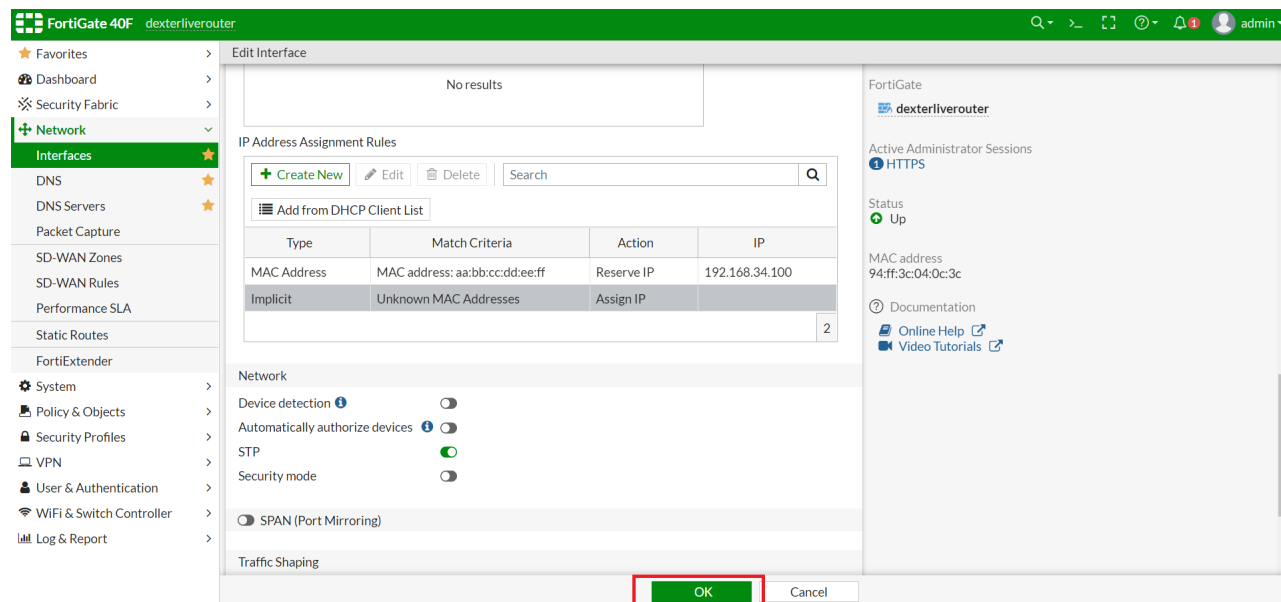 FortiGate 40F dexterliverouter
admin
1
Favorites
Dashboard
Security Fabric
Network
Interfaces
DNS
DNS Servers
Packet Capture
SD-WAN Zones
SD-WAN Rules
Performance SLA
Static Routes
FortiExtender
System
Policy & Objects
Security Profiles
VPN
User & Authentication
WiFi & Switch Controller
Log & Report
Edit Interface
No results
IP Address Assignment Rules
Create New Edit Delete Search
Add from DHCP Client List
Type Match Criteria Action IP
MAC Address MAC address: aa:bb:cc:dd:ee:ff Reserve IP 192.168.34.100
Implicit Unknown MAC Addresses Assign IP
2
Network
Device detection
Automatically authorize devices
STP
Security mode
SPAN (Port Mirroring)
Traffic Shaping
OK Cancel
FortiGate
dexterliverouter
Active Administrator Sessions
1 HTTPS
Status
Up
MAC address
94:ff:3c:04:0c:3c
Documentation
Online Help
Video Tutorials